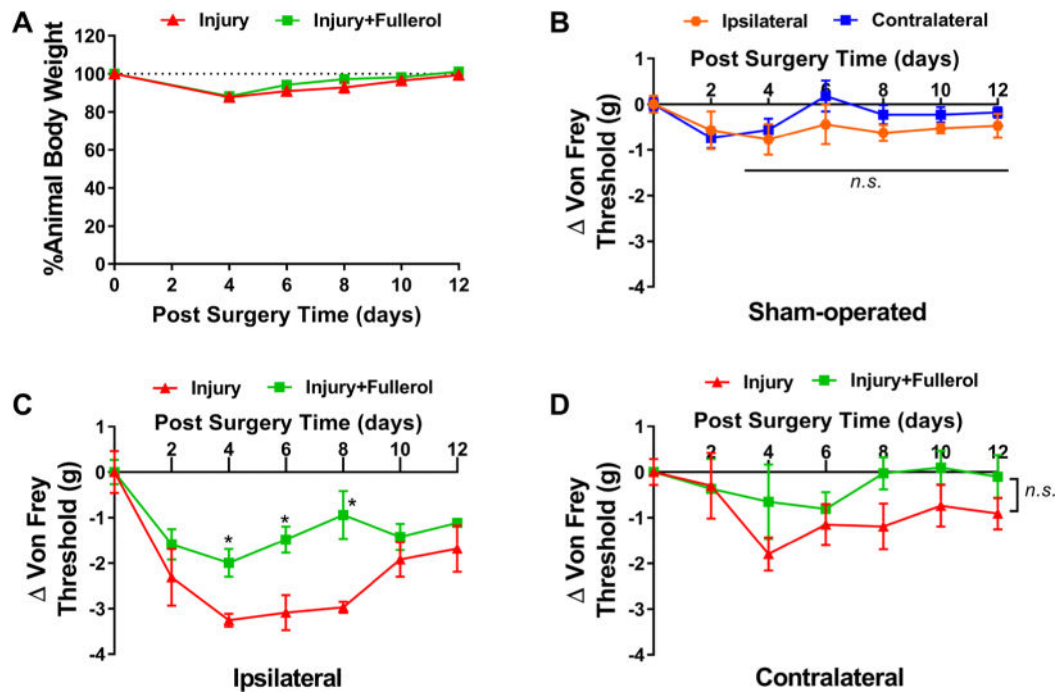 A
Injury
Injury+Fullerol
%Animal Body Weight
120
100
80
60
40
20
0
0 2 4 6 8 10 12
Post Surgery Time (days)
B
Ipsilateral
Contralateral
Post Surgery Time (days)
2 4 6 8 10 12
Δ Von Frey
Threshold (g)
1
0
-1
-2
-3
-4
n.s.
Sham-operated
C
Injury
Injury+Fullerol
Post Surgery Time (days)
2 4 6 8 10 12
Δ Von Frey
Threshold (g)
1
0
-1
-2
-3
-4
* * *
Ipsilateral
D
Injury
Injury+Fullerol
Post Surgery Time (days)
2 4 6 8 10 12
Δ Von Frey
Threshold (g)
1
0
-1
-2
-3
-4
n.s.
Contralateral